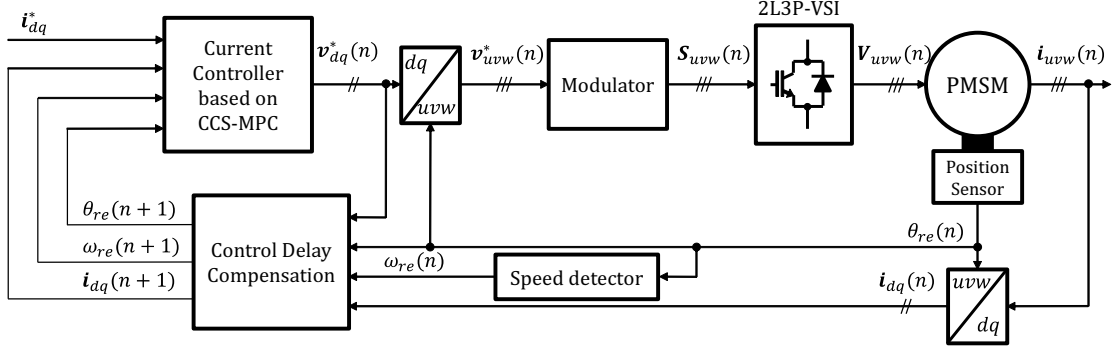 2L3P-VSI
i*dq
Current
Controller
based on
CCS-MPC
v*dq(n)
dq
uvw
v*uvw(n)
Modulator
Suvw(n)
Vuvw(n)
PMSM
iuvw(n)
Position
Sensor
θre(n + 1)
ωre(n + 1)
idq(n + 1)
Control Delay
Compensation
θre(n)
ωre(n)
Speed detector
idq(n)
uvw
dq